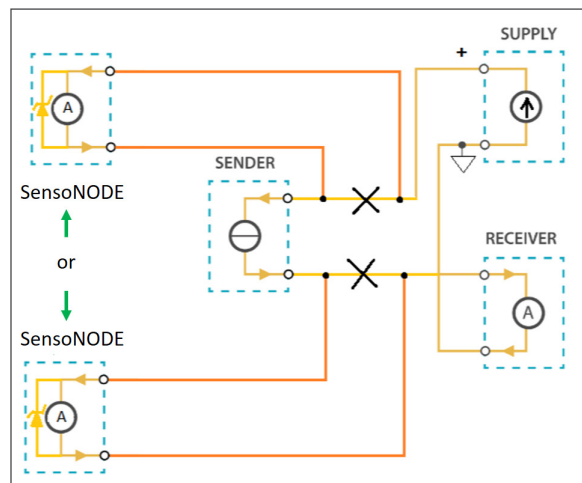 SUPPLY
+
A
SENDER
SensoNODE
or
RECEIVER
A
SensoNODE
A